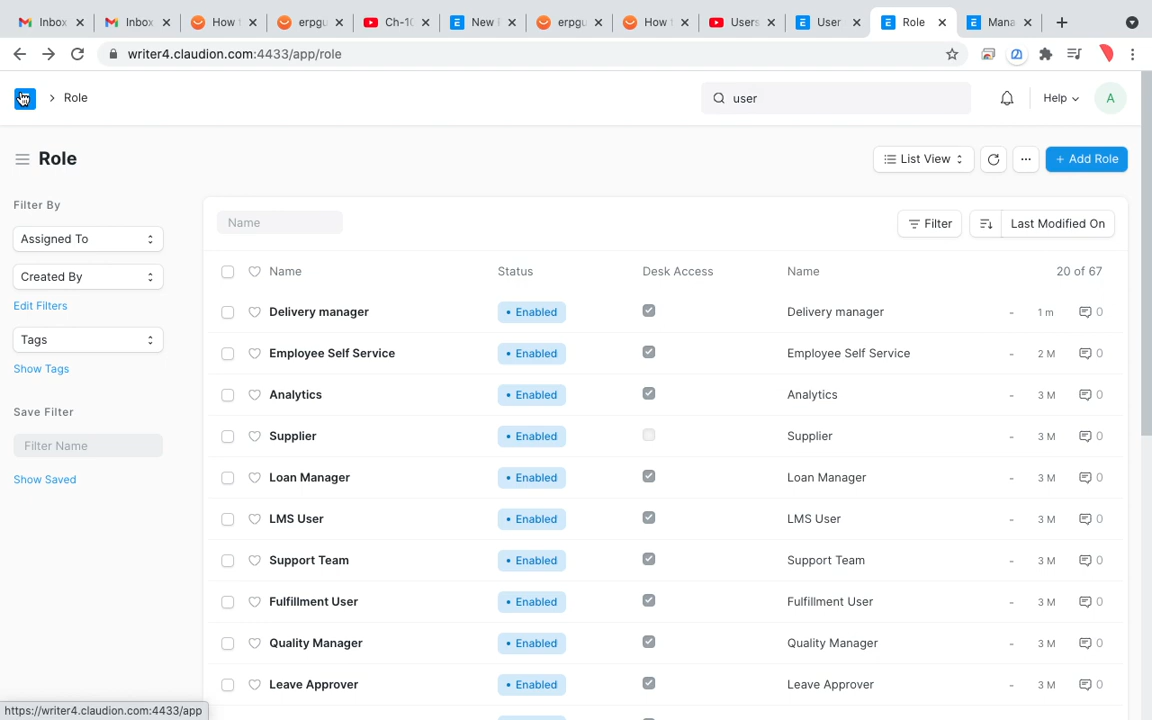 Inbox
Inbox
How t
erpgu
Ch-10
New
erpgu
How t
Users
User
Role
Mana
writer4.claudion.com:4433/app/role
Role
user
Help
A
Role
List View
+ Add Role
Filter By
Assigned To
Created By
Edit Filters
Tags
Show Tags
Save Filter
Filter Name
Show Saved
Name
Filter
Last Modified On
Name Status Desk Access Name 20 of 67
Delivery manager • Enabled Delivery manager - 1 m 0
Employee Self Service • Enabled Employee Self Service - 2 M 0
Analytics • Enabled Analytics - 3 M 0
Supplier • Enabled Supplier - 3 M 0
Loan Manager • Enabled Loan Manager - 3 M 0
LMS User • Enabled LMS User - 3 M 0
Support Team • Enabled Support Team - 3 M 0
Fulfillment User • Enabled Fulfillment User - 3 M 0
Quality Manager • Enabled Quality Manager - 3 M 0
Leave Approver • Enabled Leave Approver - 3 M 0
https://writer4.claudion.com:4433/app